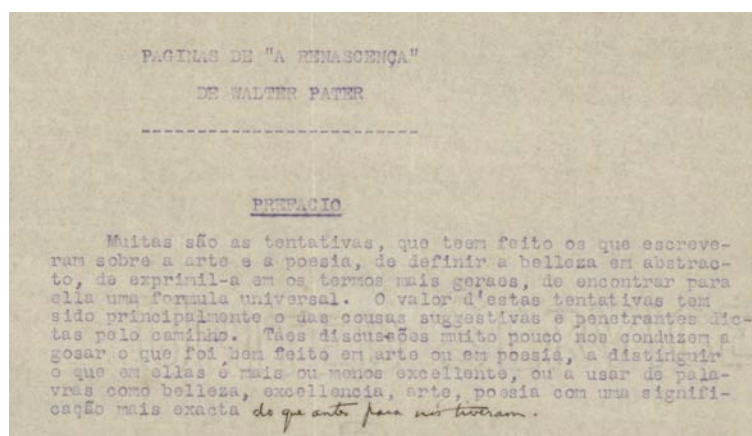 PAGINAS DE "A RENASCENÇA"
DE WALTER PATER
----------------------------
PREFACIO
Muitas são as tentativas, que teem feito os que escreve-
ram sobre a arte e a poesia, de definir a belleza em abstrac-
to, de exprimil-a em os termos mais geraes, de encontrar para
ella uma formula universal. O valor d'estas tentativas tem
sido principalmente o das cousas suggestivas e penetrantes dic-
tas pelo caminho. Táes discussões muito pouco nos conduzem a
gosar o que foi bem feito em arte ou em poesia, a distinguir
o que em ellas é mais ou menos excellente, ou a usar de pala-
vras como belleza, excellencia, arte, poesia com uma signifi-
cação mais exacta do que antes para nós tiveram.